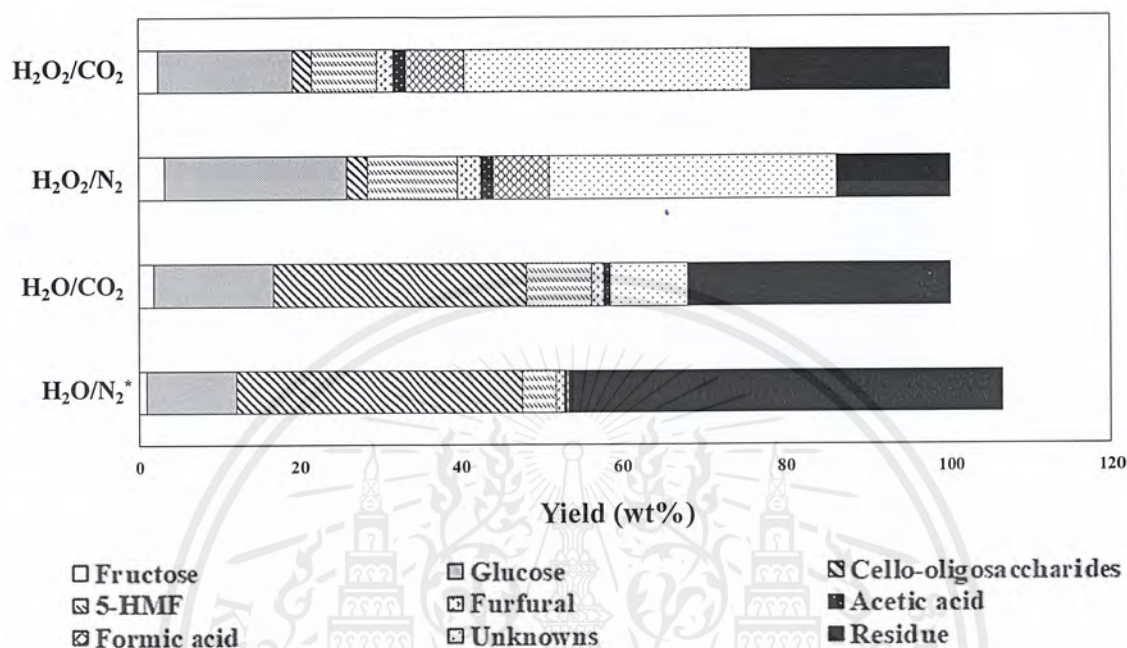 H₂O₂/CO₂
H₂O₂/N₂
H₂O/CO₂
H₂O/N₂*
0 20 40 60 80 100 120
Yield (wt%)
Fructose Glucose Cello-oligosaccharides
5-HMF Furfural Acetic acid
Formic acid Unknowns Residue